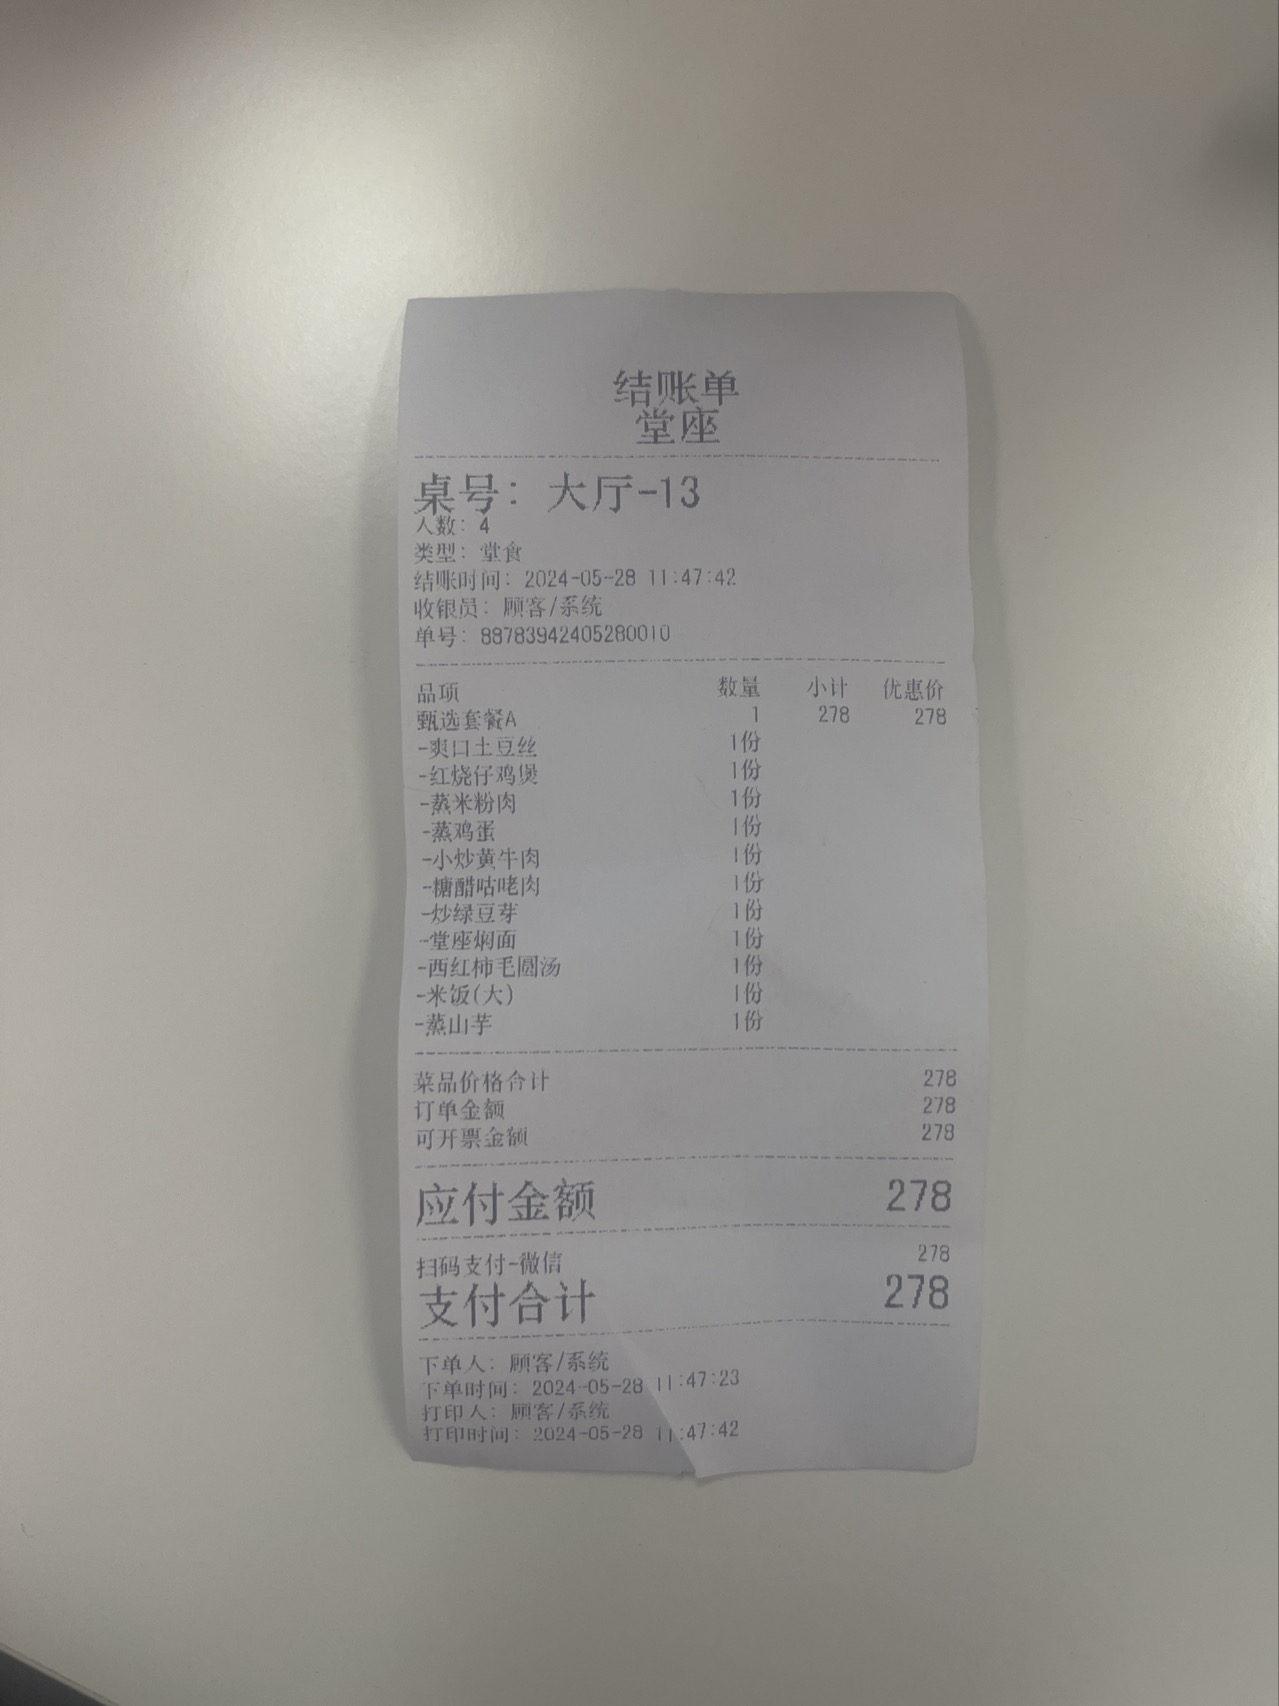 结账单
堂座
桌号: 大厅-13
人数: 4
类型: 堂食
结账时间: 2024-05-28 11:47:42
收银员: 顾客/系统
单号: 88783942405280010
品项 数量 小计 优惠价
甄选套餐A 1 278 278
-爽口土豆丝 1份
-红烧仔鸡煲 1份
-蒸米粉肉 1份
-蒸鸡蛋 1份
-小炒黄牛肉 1份
-糖醋咕咾肉 1份
-炒绿豆芽 1份
-堂座焖面 1份
-西红柿毛圆汤 1份
-米饭(大) 1份
-蒸山芋 1份
菜品价格合计 278
订单金额 278
可开票金额 278
应付金额 278
扫码支付-微信 278
支付合计 278
下单人: 顾客/系统
下单时间: 2024-05-28 11:47:23
打印人: 顾客/系统
打印时间: 2024-05-28 11:47:42